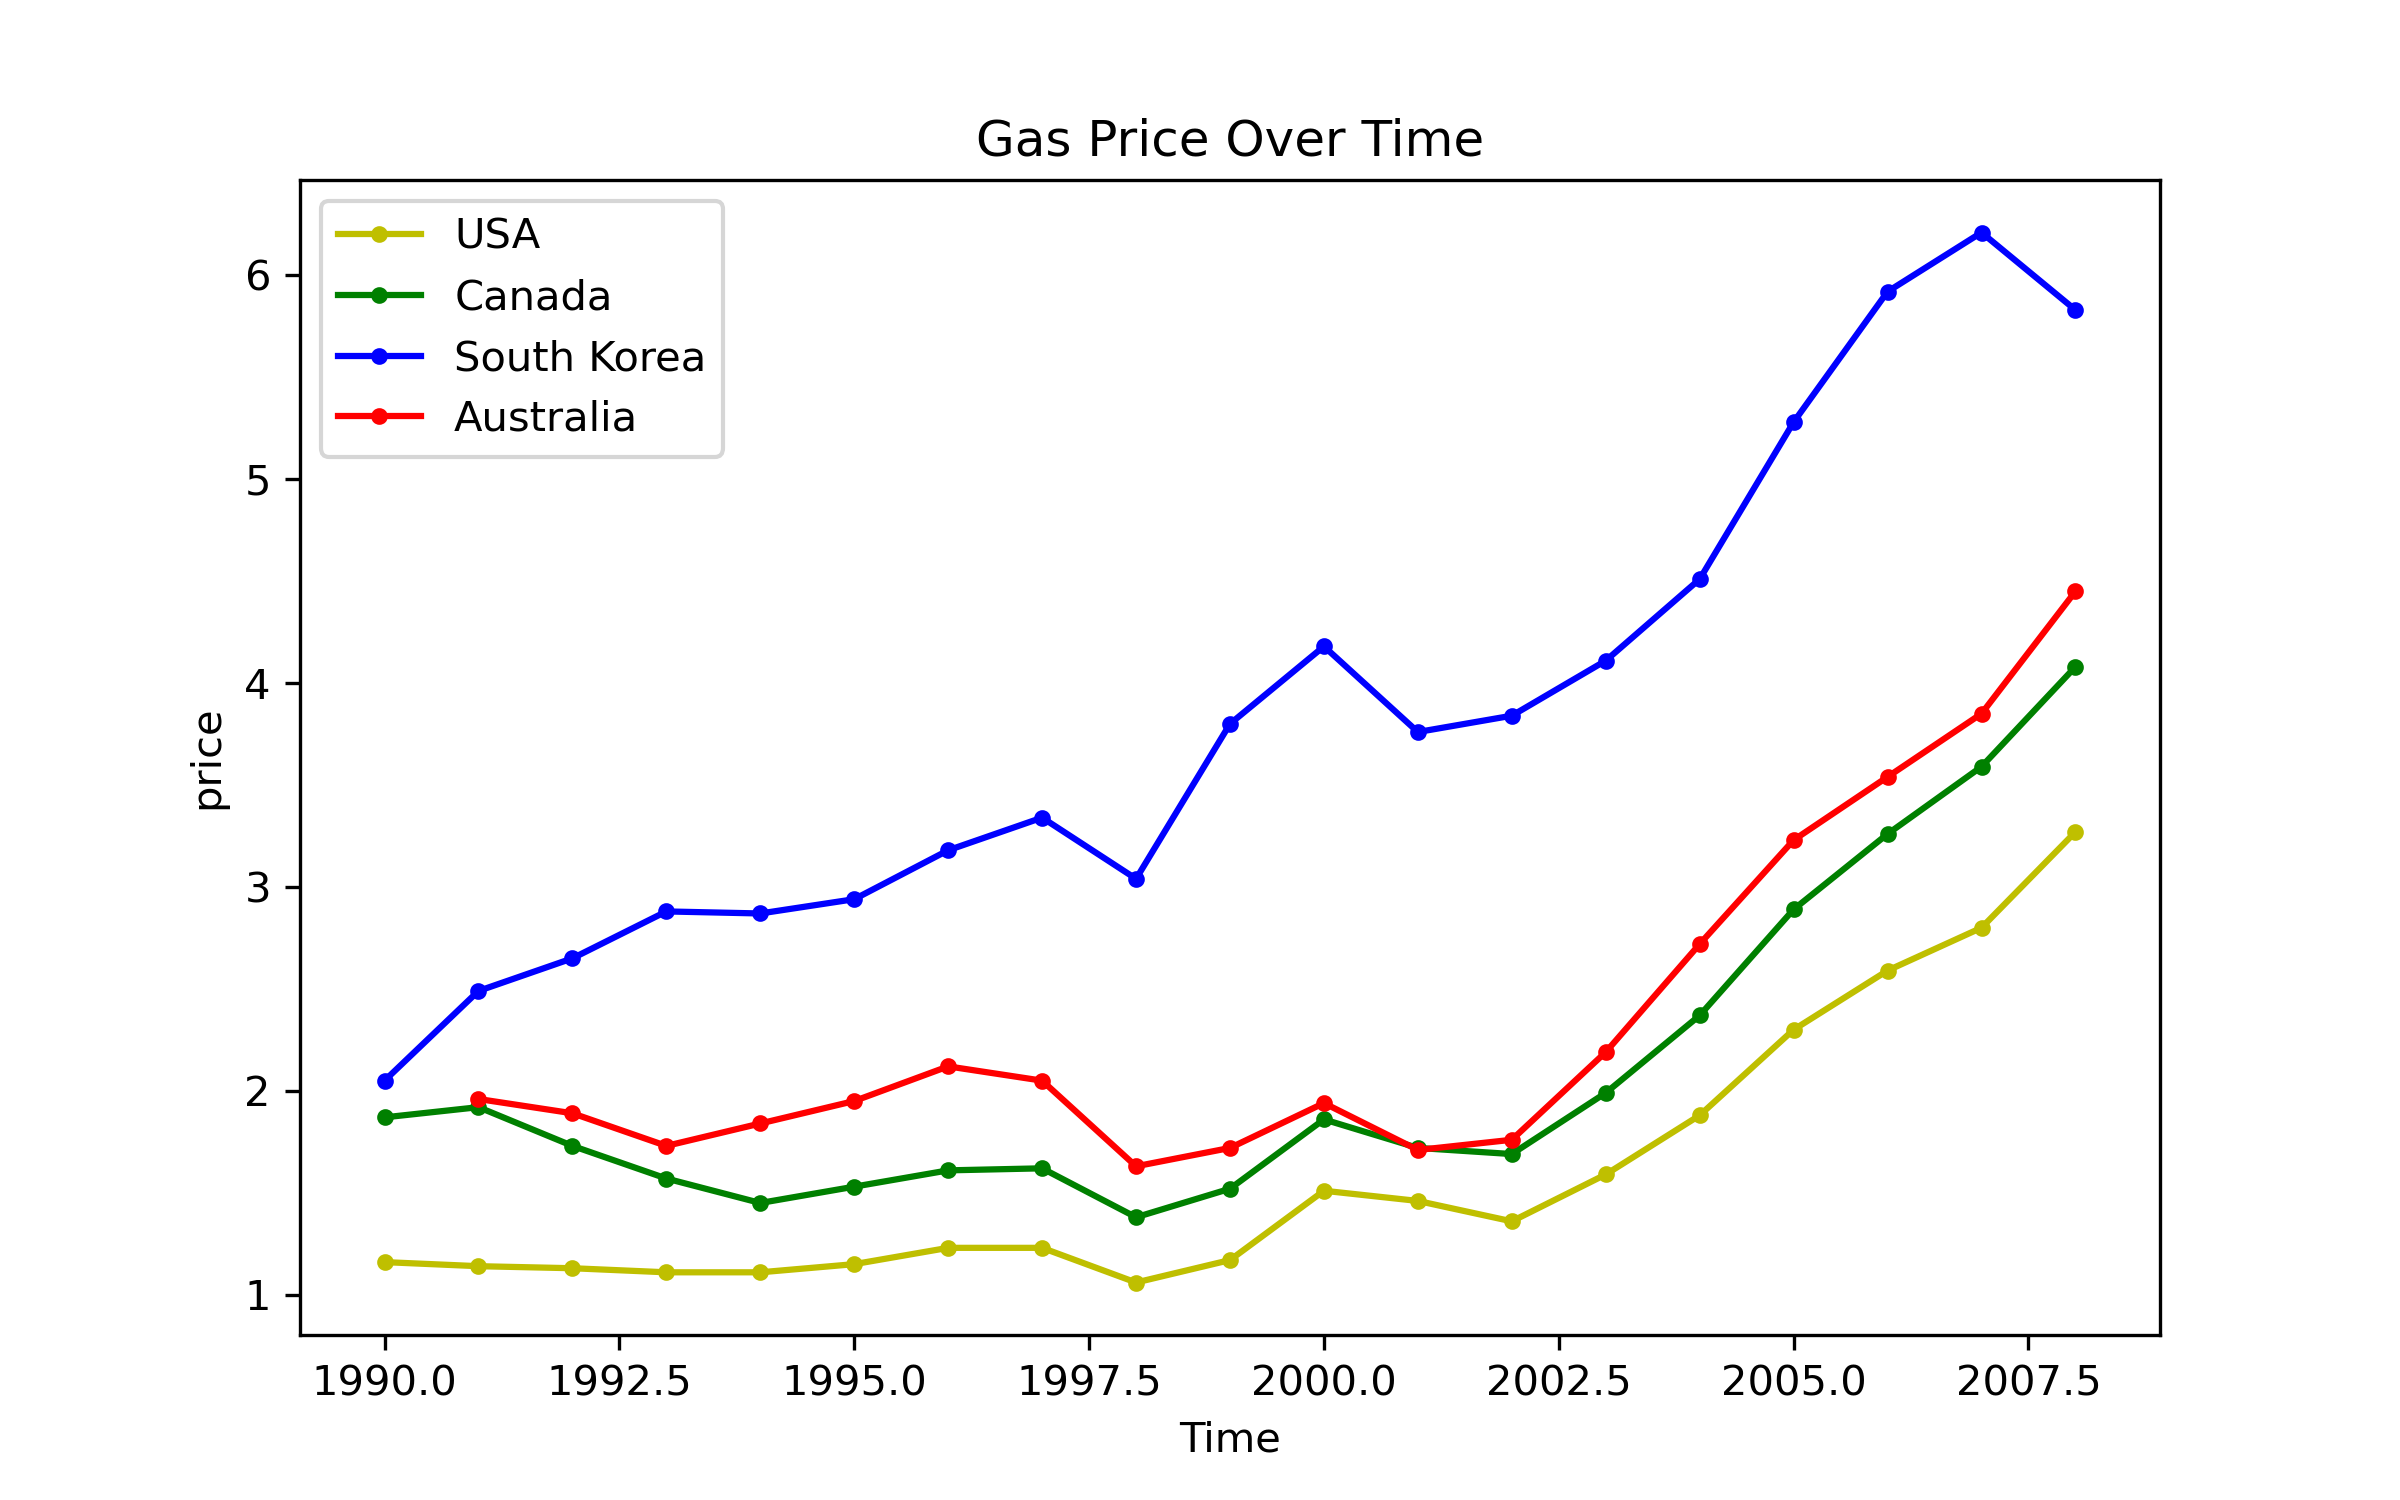 Gas Price Over Time
USA
Canada
South Korea
Australia
6
5
4
3
2
1
price
1990.0 1992.5 1995.0 1997.5 2000.0 2002.5 2005.0 2007.5
Time